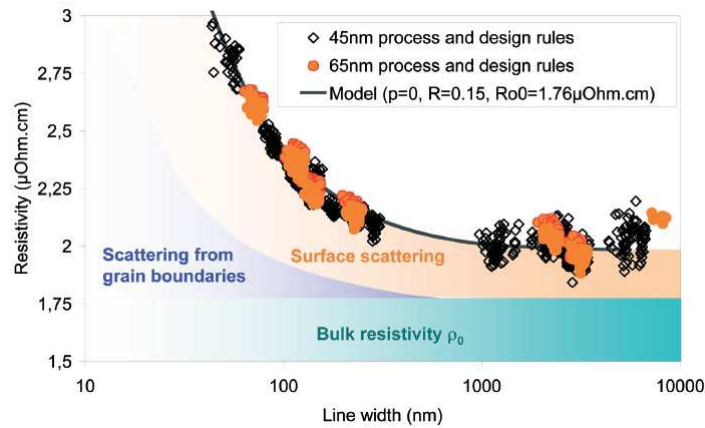 3
2,75
2,5
2,25
2
1,75
1,5
Resistivity (µOhm.cm)
45nm process and design rules
65nm process and design rules
Model (p=0, R=0.15, Ro0=1.76µOhm.cm)
Scattering from
grain boundaries
Surface scattering
Bulk resistivity ρ₀
10
100
1000
10000
Line width (nm)